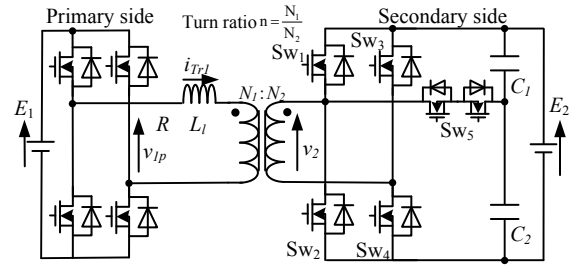 Primary side
Turn ratio n = N₁/N₂
Secondary side
Sw₁
Sw₃
i_Tr1
N₁:N₂
C₁
E₁
R
L₁
v₁p
v₂
Sw₅
E₂
Sw₂
Sw₄
C₂